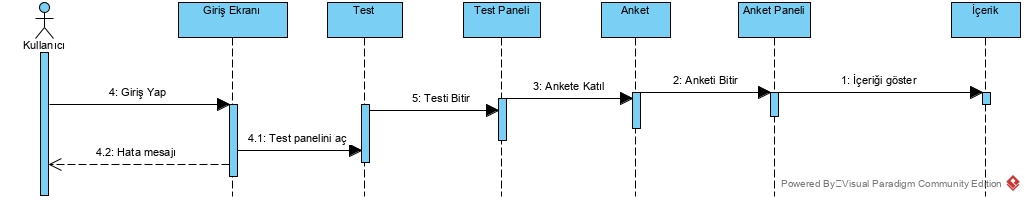 Giriş Ekranı
Test
Test Paneli
Anket
Anket Paneli
İçerik
Kullanıcı
1: İçeriği göster
2: Anketi Bitir
3: Ankete Katıl
4: Giriş Yap
5: Testi Bitir
4.1: Test panelini aç
4.2: Hata mesajı
Powered By Visual Paradigm Community Edition